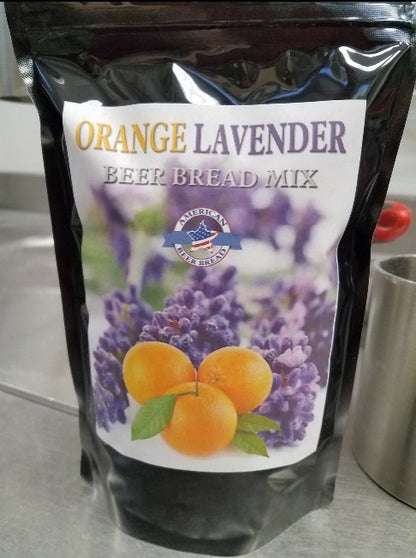 ORANGE LAVENDER
BEER BREAD MIX
AMERICAN
BEER BREAD